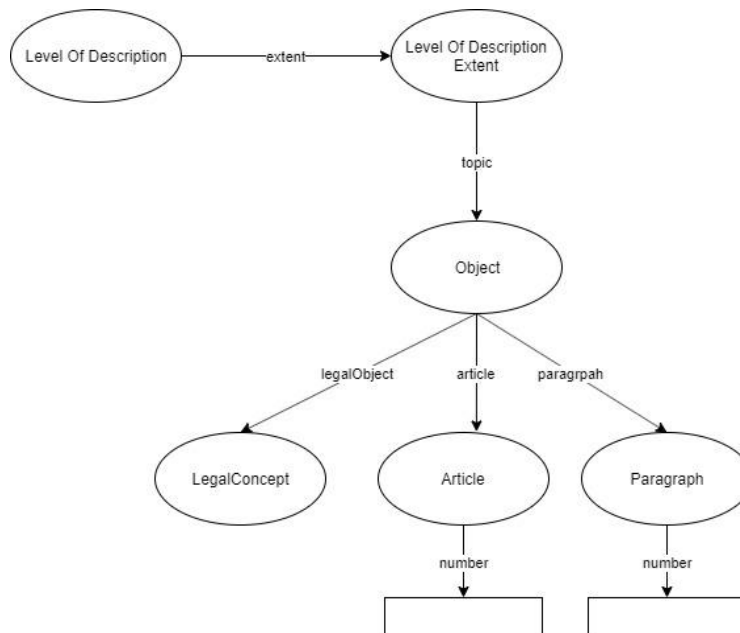 Level Of Description
extent
Level Of Description
Extent
topic
Object
legalObject
article
paragrpah
LegalConcept
Article
Paragraph
number
number